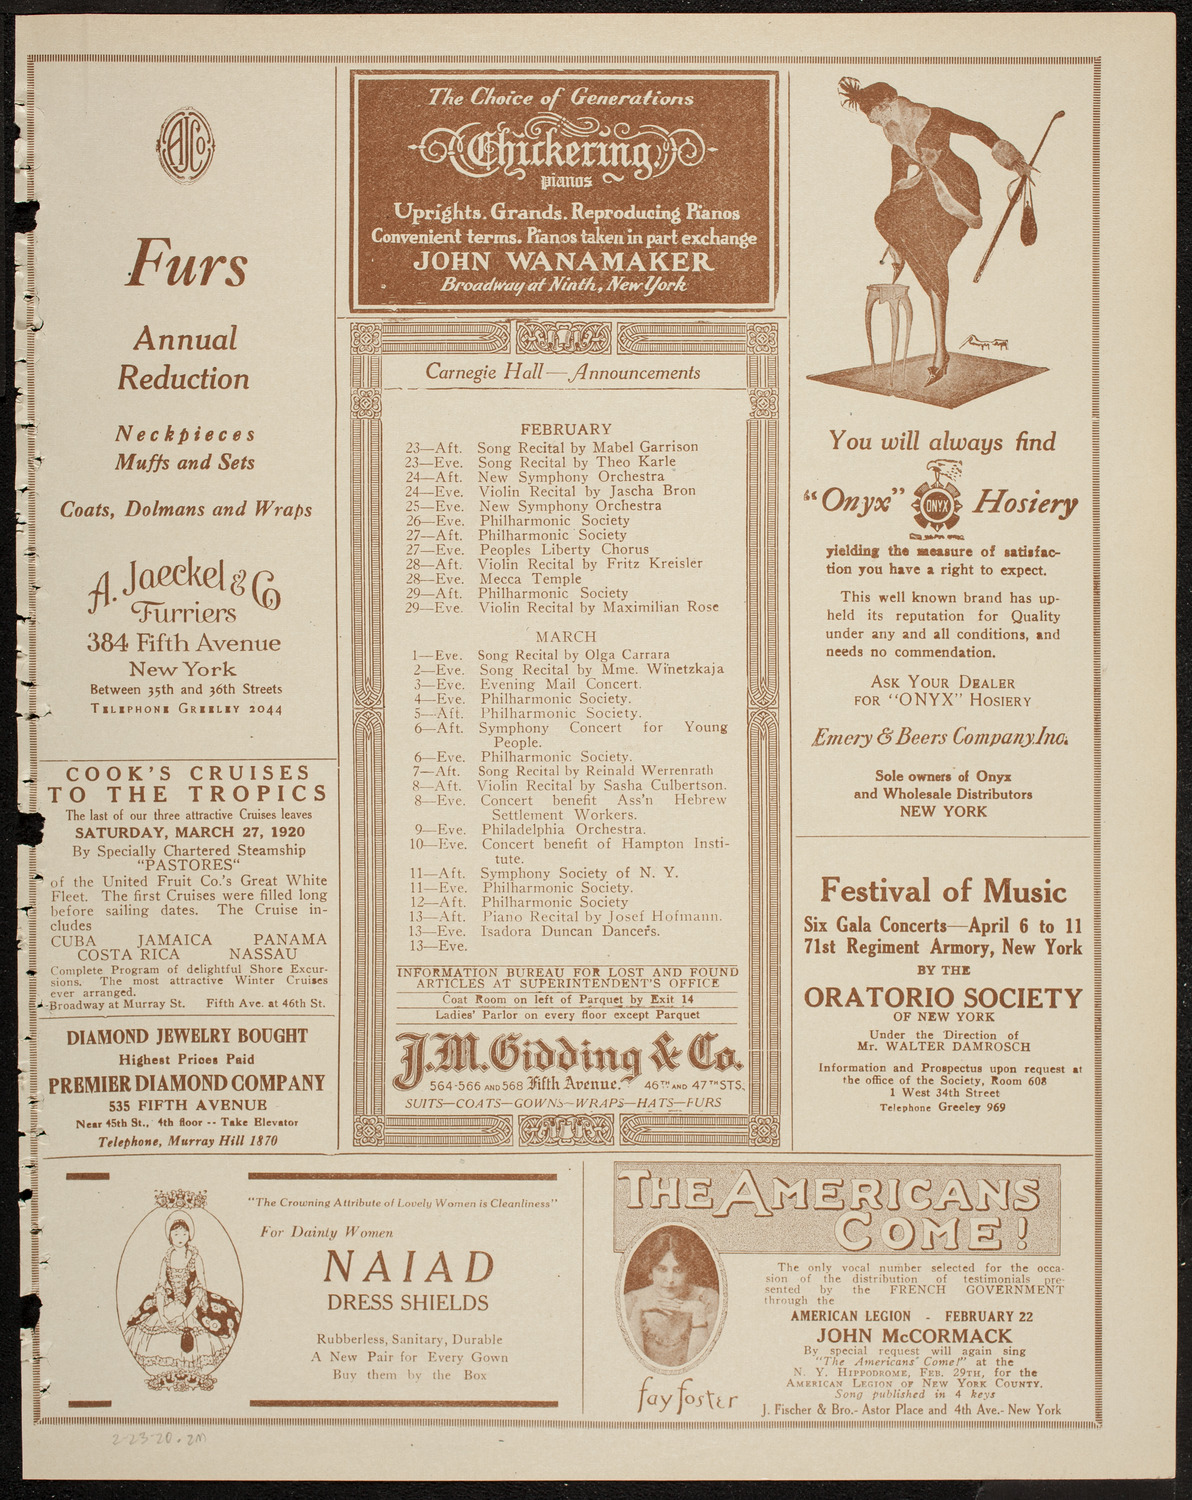 AJCo
Furs
Annual
Reduction
Neckpieces
Muffs and Sets
Coats, Dolmans and Wraps
A. Jaeckel & Co
Furriers
384 Fifth Avenue
New York
Between 35th and 36th Streets
TELEPHONE GREELEY 2044
COOK'S CRUISES
TO THE TROPICS
The last of our three attractive Cruises leaves
SATURDAY, MARCH 27, 1920
By Specially Chartered Steamship
"PASTORES"
of the United Fruit Co.'s Great White
Fleet. The first Cruises were filled long
before sailing dates. The Cruise in-
cludes
CUBA JAMAICA PANAMA
COSTA RICA NASSAU
Complete Program of delightful Shore Excur-
sions. The most attractive Winter Cruises
ever arranged.
Broadway at Murray St. Fifth Ave. at 46th St.
DIAMOND JEWELRY BOUGHT
Highest Prices Paid
PREMIER DIAMOND COMPANY
535 FIFTH AVENUE
Near 45th St., 4th floor -- Take Elevator
Telephone, Murray Hill 1870
The Choice of Generations
Chickering
pianos
Uprights. Grands. Reproducing Pianos
Convenient terms. Pianos taken in part exchange
JOHN WANAMAKER
Broadway at Ninth, New York
Carnegie Hall—Announcements
FEBRUARY
23—Aft. Song Recital by Mabel Garrison
23—Eve. Song Recital by Theo Karle
24—Aft. New Symphony Orchestra
24—Eve. Violin Recital by Jascha Bron
25—Eve. New Symphony Orchestra
26—Eve. Philharmonic Society
27—Aft. Philharmonic Society
27—Eve. Peoples Liberty Chorus
28—Aft. Violin Recital by Fritz Kreisler
28—Eve. Mecca Temple
29—Aft. Philharmonic Society
29—Eve. Violin Recital by Maximilian Rose
MARCH
1—Eve. Song Recital by Olga Carrara
2—Eve. Song Recital by Mme. Winetzkaja
3—Eve. Evening Mail Concert.
4—Eve. Philharmonic Society.
5—Aft. Philharmonic Society.
6—Aft. Symphony Concert for Young
People.
6—Eve. Philharmonic Society.
7—Aft. Song Recital by Reinald Werrenrath
8—Aft. Violin Recital by Sasha Culbertson.
8—Eve. Concert benefit Ass'n Hebrew
Settlement Workers.
9—Eve. Philadelphia Orchestra.
10—Eve. Concert benefit of Hampton Insti-
tute.
11—Aft. Symphony Society of N. Y.
11—Eve. Philharmonic Society.
12—Aft. Philharmonic Society
13—Aft. Piano Recital by Josef Hofmann.
13—Eve. Isadora Duncan Dancers.
13—Eve.
INFORMATION BUREAU FOR LOST AND FOUND
ARTICLES AT SUPERINTENDENT'S OFFICE
Coat Room on left of Parquet by Exit 14
Ladies' Parlor on every floor except Parquet
J.M. Gidding & Co.
564-566 AND 568 Fifth Avenue. 46TH AND 47TH STS.
SUITS—COATS—GOWNS—WRAPS—HATS—FURS
You will always find
"Onyx" ONYX Hosiery
yielding the measure of satisfac-
tion you have a right to expect.
This well known brand has up-
held its reputation for Quality
under any and all conditions, and
needs no commendation.
ASK YOUR DEALER
FOR "ONYX" HOSIERY
Emery & Beers Company, Inc.
Sole owners of Onyx
and Wholesale Distributors
NEW YORK
Festival of Music
Six Gala Concerts—April 6 to 11
71st Regiment Armory, New York
BY THE
ORATORIO SOCIETY
OF NEW YORK
Under the Direction of
Mr. WALTER DAMROSCH
Information and Prospectus upon request at
the office of the Society, Room 608
1 West 34th Street
Telephone Greeley 969
"The Crowning Attribute of Lovely Women is Cleanliness"
For Dainty Women
NAIAD
DRESS SHIELDS
Rubberless, Sanitary, Durable
A New Pair for Every Gown
Buy them by the Box
THE AMERICANS
COME!
The only vocal number selected for the occa-
sion of the distribution of testimonials pre-
sented by the FRENCH GOVERNMENT
through the
AMERICAN LEGION - FEBRUARY 22
JOHN McCORMACK
By special request will again sing
"The Americans Come!" at the
N. Y. HIPPODROME, FEB. 29TH, for the
AMERICAN LEGION OF NEW YORK COUNTY.
Song published in 4 keys
J. Fischer & Bro.- Astor Place and 4th Ave.- New York
fay foster
2-23-20. 2M